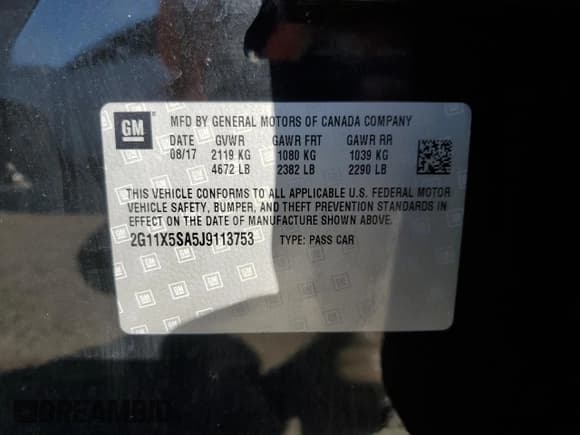 GM
MFD BY GENERAL MOTORS OF CANADA COMPANY
DATE GVWR GAWR FRT GAWR RR
08/17 2119 KG 1080 KG 1039 KG
4672 LB 2382 LB 2290 LB
THIS VEHICLE CONFORMS TO ALL APPLICABLE U.S. FEDERAL MOTOR
VEHICLE SAFETY, BUMPER, AND THEFT PREVENTION STANDARDS IN
EFFECT ON THE DATE OF MANUFACTURE SHOWN ABOVE.
2G11X5SA5J9113753 TYPE: PASS CAR
DREAMBID